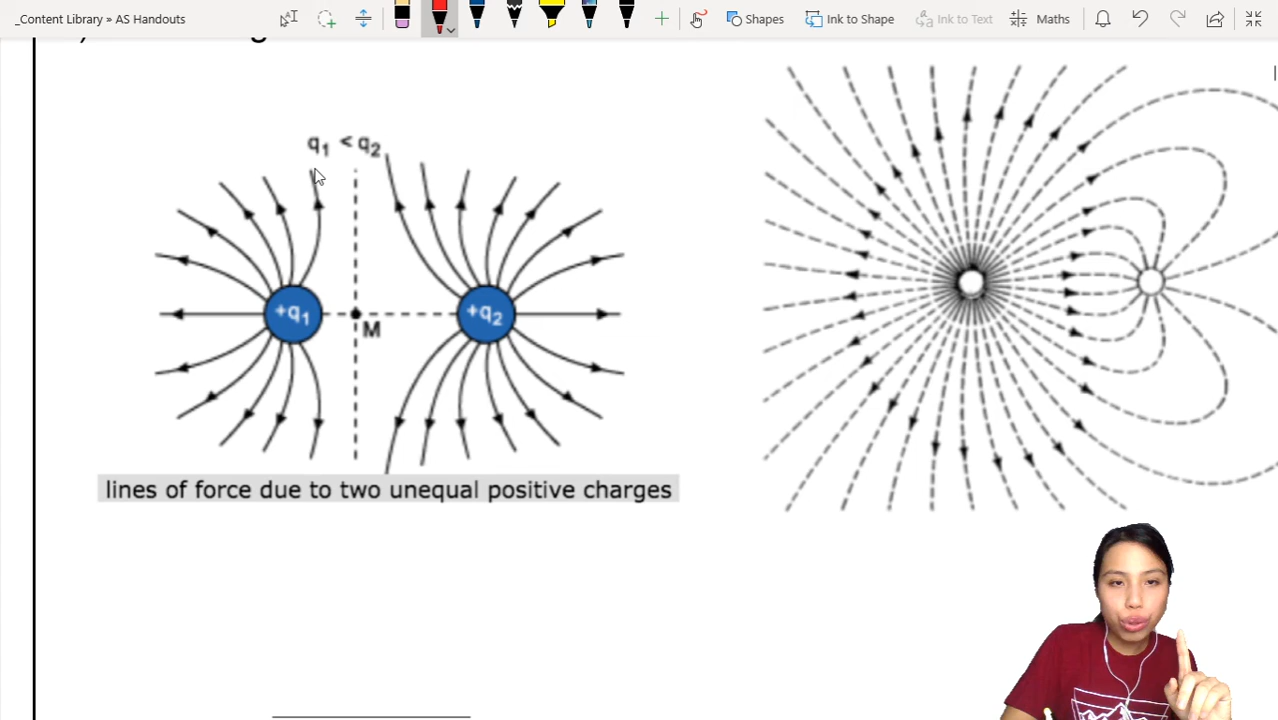 _Content Library » AS Handouts
Shapes
Ink to Shape
Ink to Text
Maths
q1 < q2
+q1
M
+q2
lines of force due to two unequal positive charges